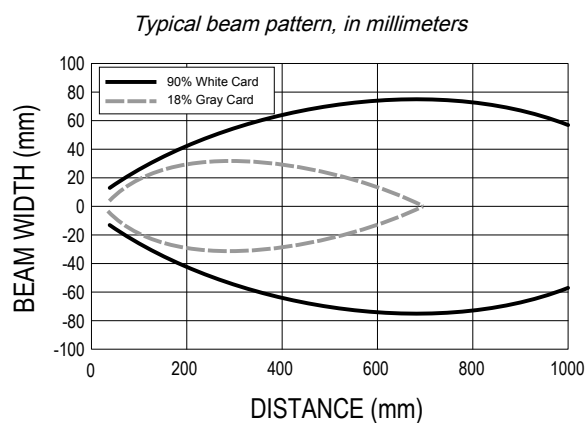 Typical beam pattern, in millimeters
100
80
60
40
20
0
-20
-40
-60
-80
-100
BEAM WIDTH (mm)
90% White Card
18% Gray Card
0 200 400 600 800 1000
DISTANCE (mm)